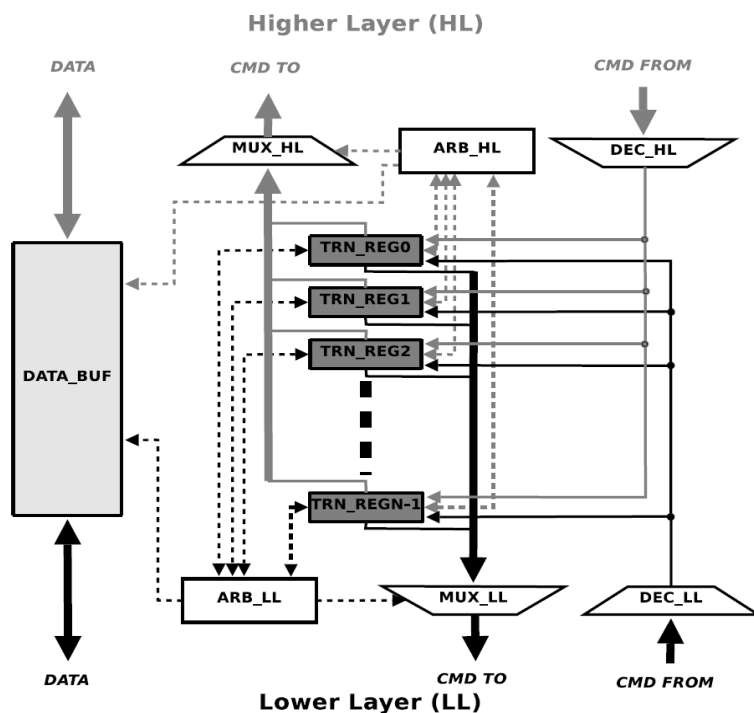 Higher Layer (HL)
DATA
CMD TO
CMD FROM
MUX_HL
ARB_HL
DEC_HL
TRN_REG0
TRN_REG1
TRN_REG2
DATA_BUF
TRN_REGN-1
ARB_LL
MUX_LL
DEC_LL
DATA
CMD TO
CMD FROM
Lower Layer (LL)